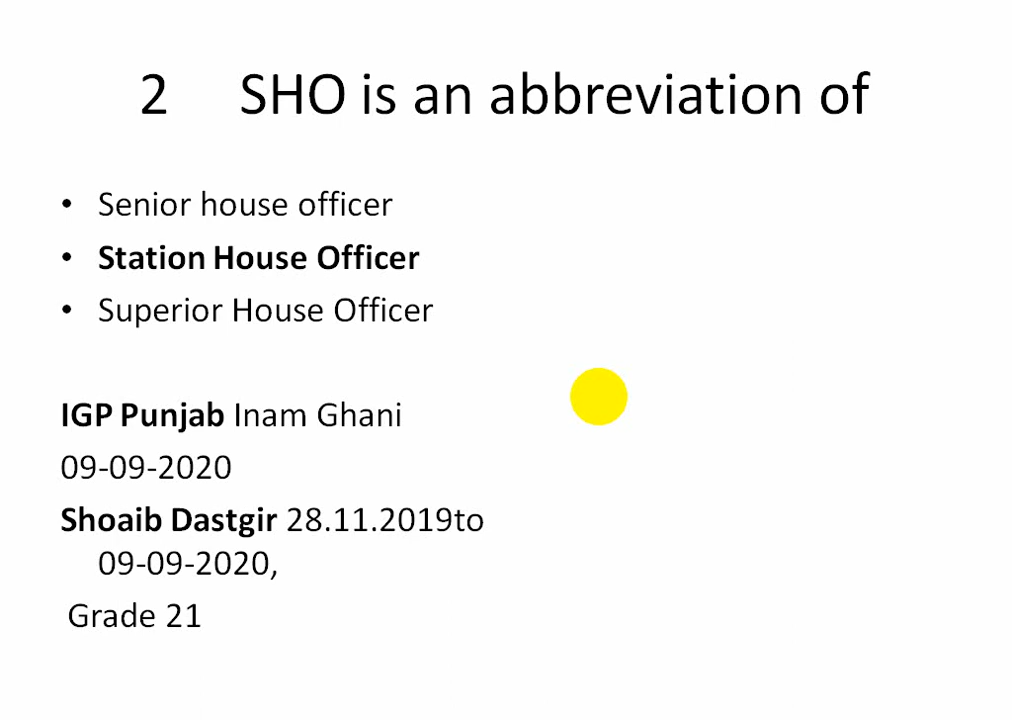 2 SHO is an abbreviation of
• Senior house officer
• Station House Officer
• Superior House Officer
IGP Punjab Inam Ghani
09-09-2020
Shoaib Dastgir 28.11.2019to
09-09-2020,
Grade 21